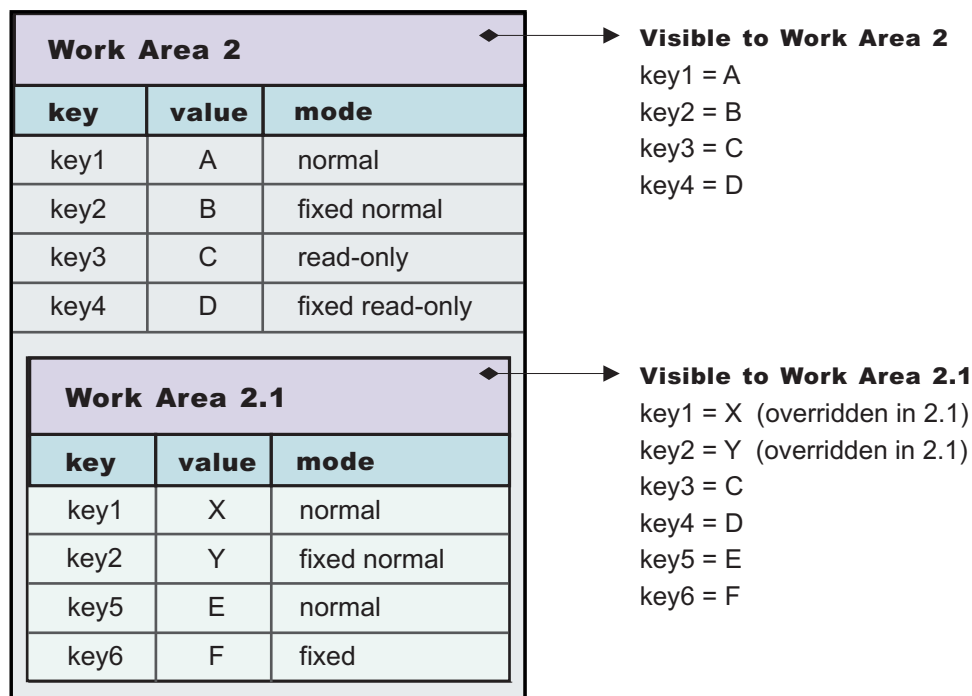 Work Area 2
key value mode
key1 A normal
key2 B fixed normal
key3 C read-only
key4 D fixed read-only
Visible to Work Area 2
key1 = A
key2 = B
key3 = C
key4 = D
Work Area 2.1
key value mode
key1 X normal
key2 Y fixed normal
key5 E normal
key6 F fixed
Visible to Work Area 2.1
key1 = X (overridden in 2.1)
key2 = Y (overridden in 2.1)
key3 = C
key4 = D
key5 = E
key6 = F